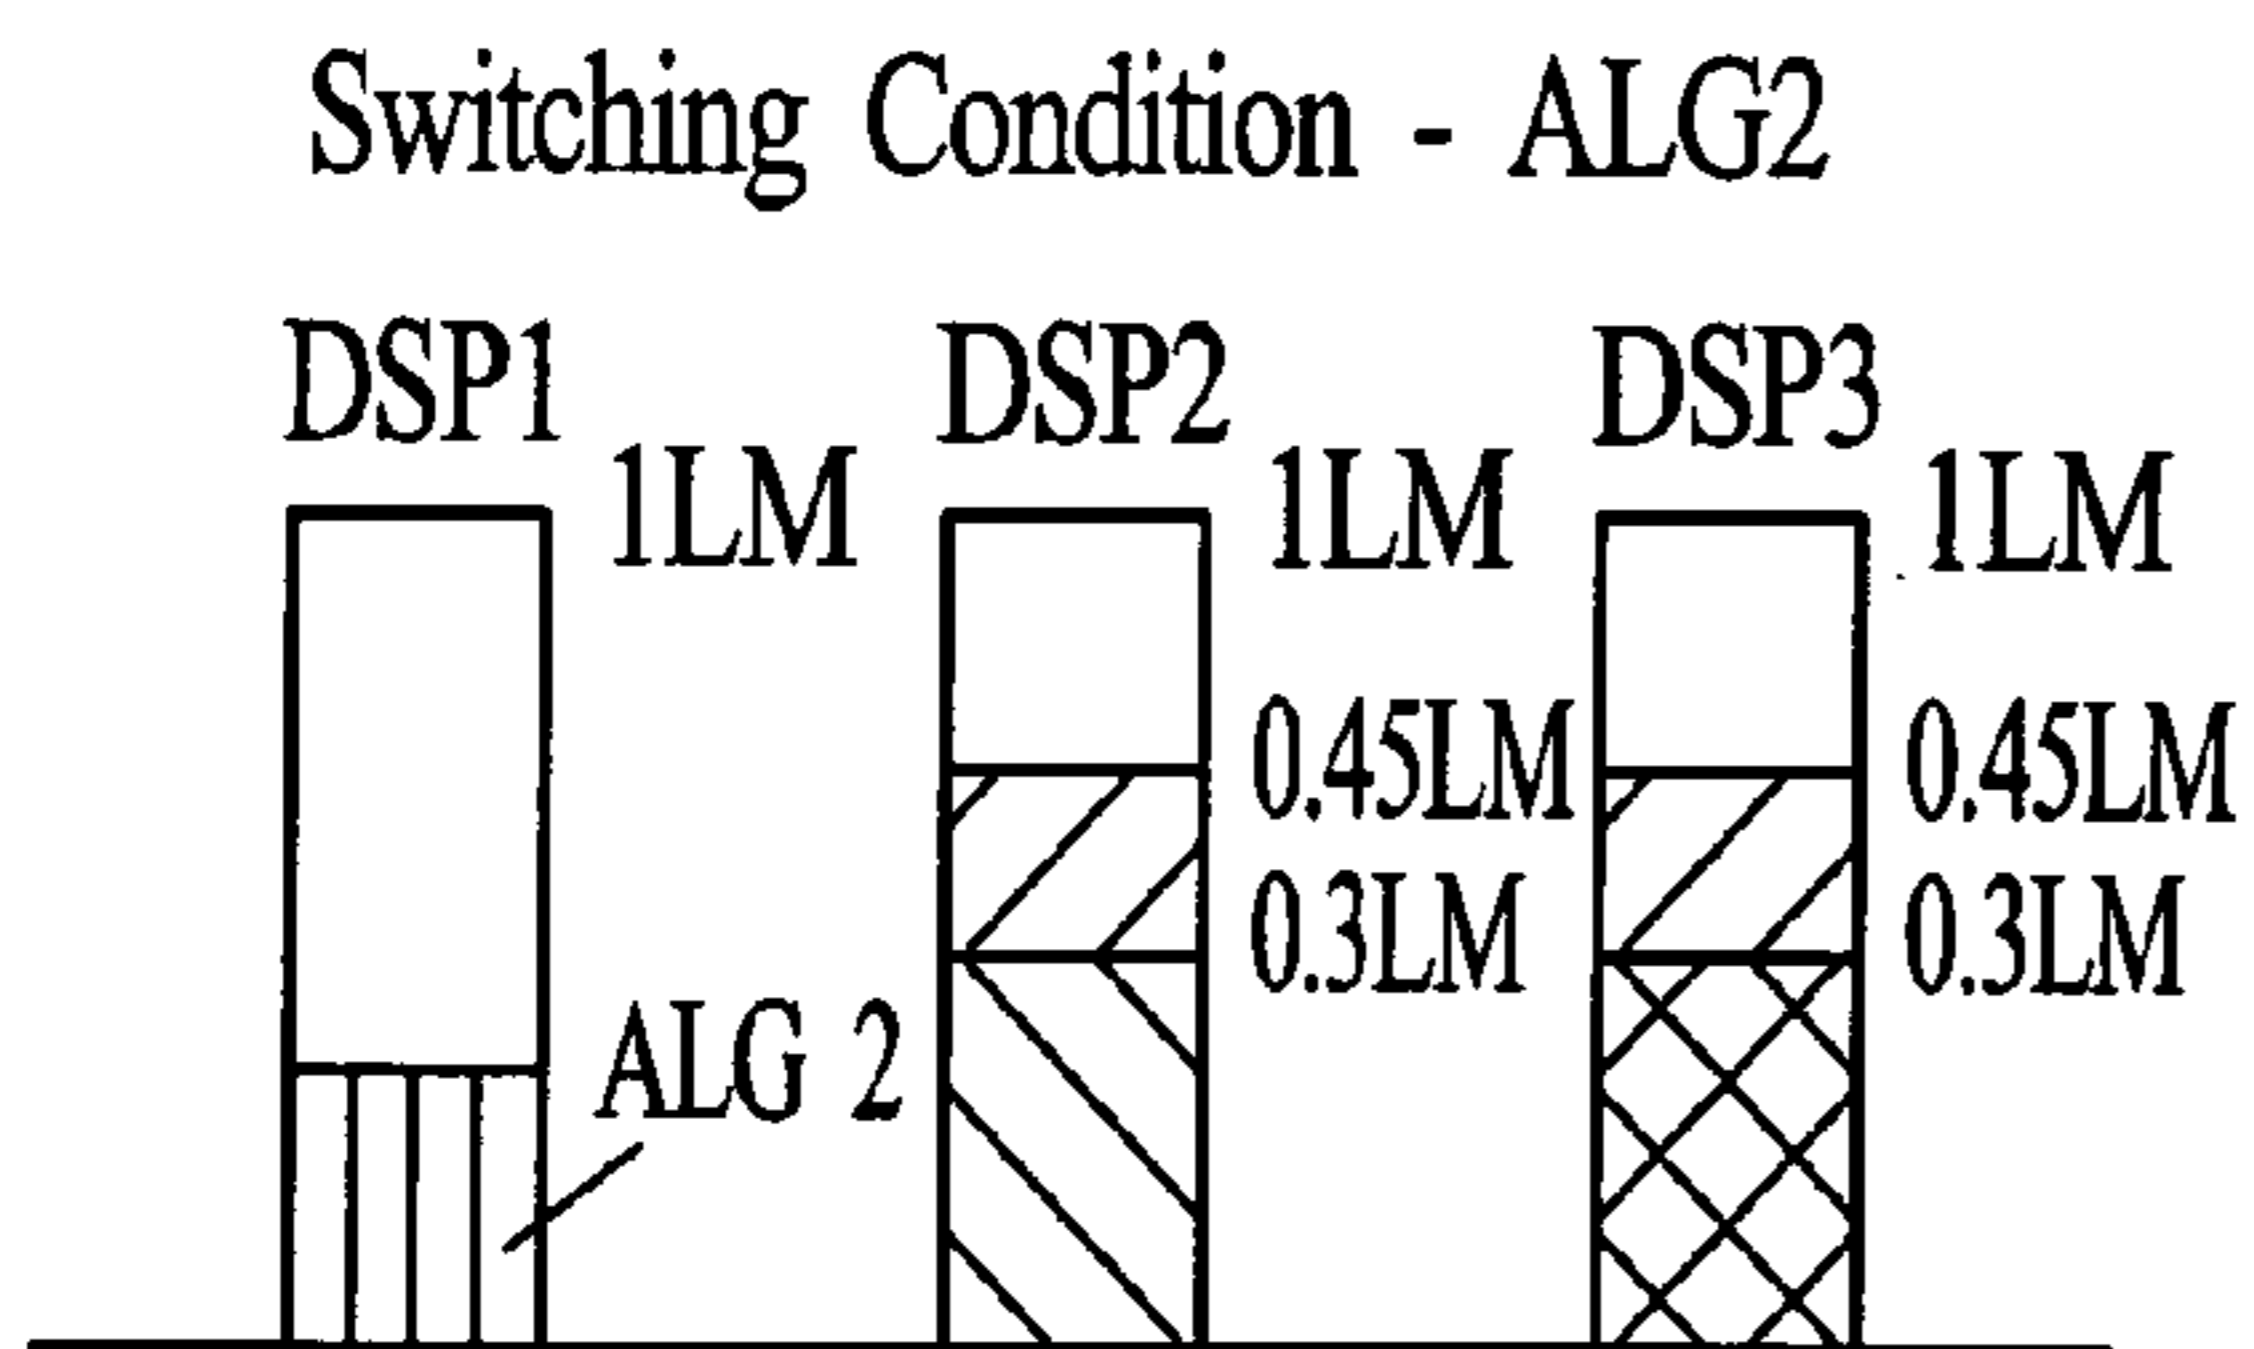 Switching Condition - ALG2
DSP1 DSP2 DSP3
1LM 1LM 1LM
0.45LM 0.45LM
0.3LM 0.3LM
ALG 2